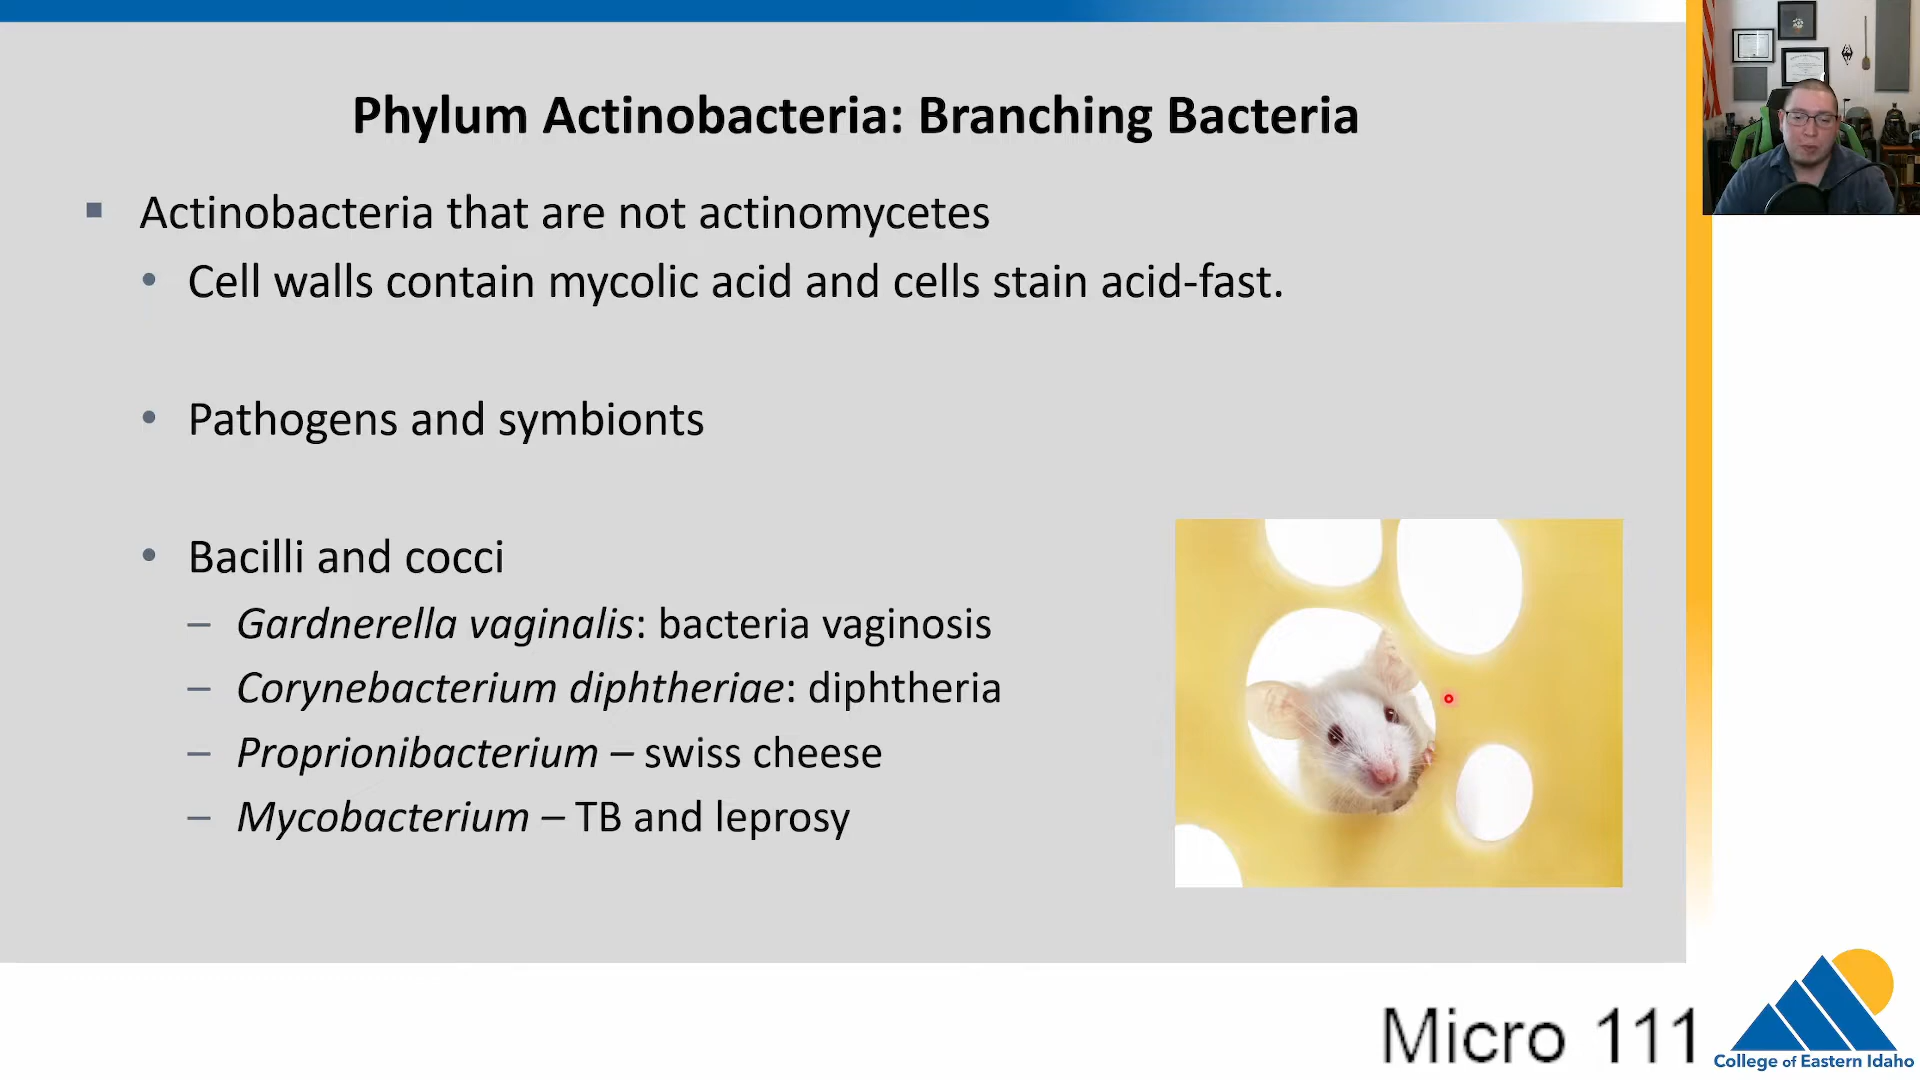 Phylum Actinobacteria: Branching Bacteria
▪ Actinobacteria that are not actinomycetes
• Cell walls contain mycolic acid and cells stain acid-fast.
• Pathogens and symbionts
• Bacilli and cocci
– Gardnerella vaginalis: bacteria vaginosis
– Corynebacterium diphtheriae: diphtheria
– Proprionibacterium – swiss cheese
– Mycobacterium – TB and leprosy
Micro 111
College of Eastern Idaho